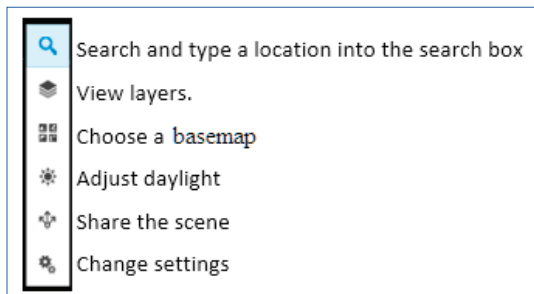 Search and type a location into the search box
View layers.
Choose a basemap
Adjust daylight
Share the scene
Change settings